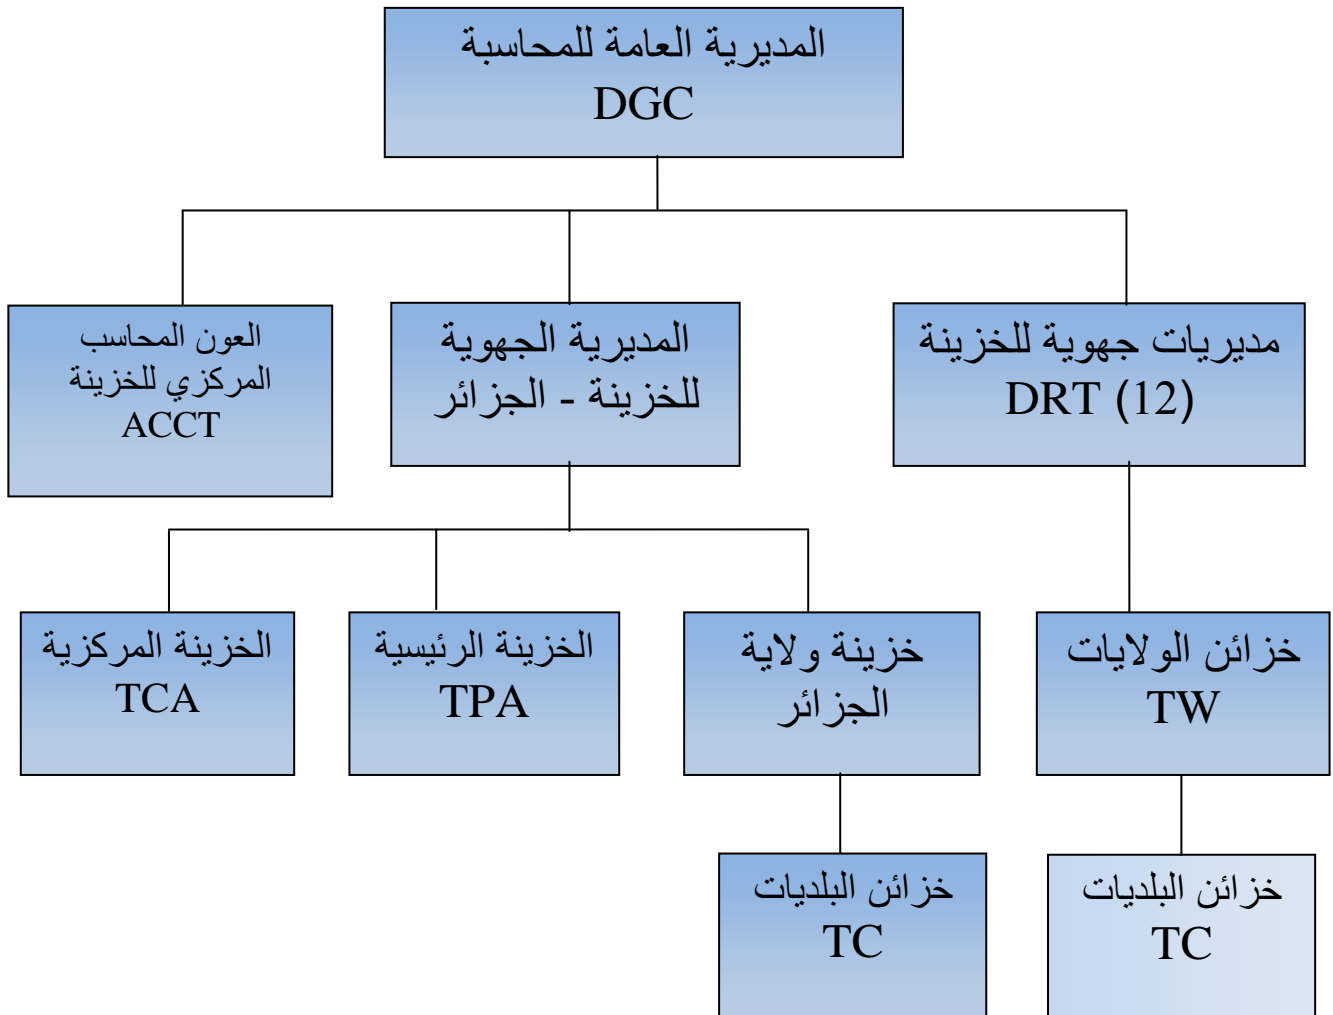 المديرية العامة للمحاسبة
DGC
مديريات جهوية للخزينة
DRT (12)
المديرية الجهوية
للخزينة - الجزائر
العون المحاسب
المركزي للخزينة
ACCT
خزائن الولايات
TW
خزينة ولاية
الجزائر
الخزينة الرئيسية
TPA
الخزينة المركزية
TCA
خزائن البلديات
TC
خزائن البلديات
TC